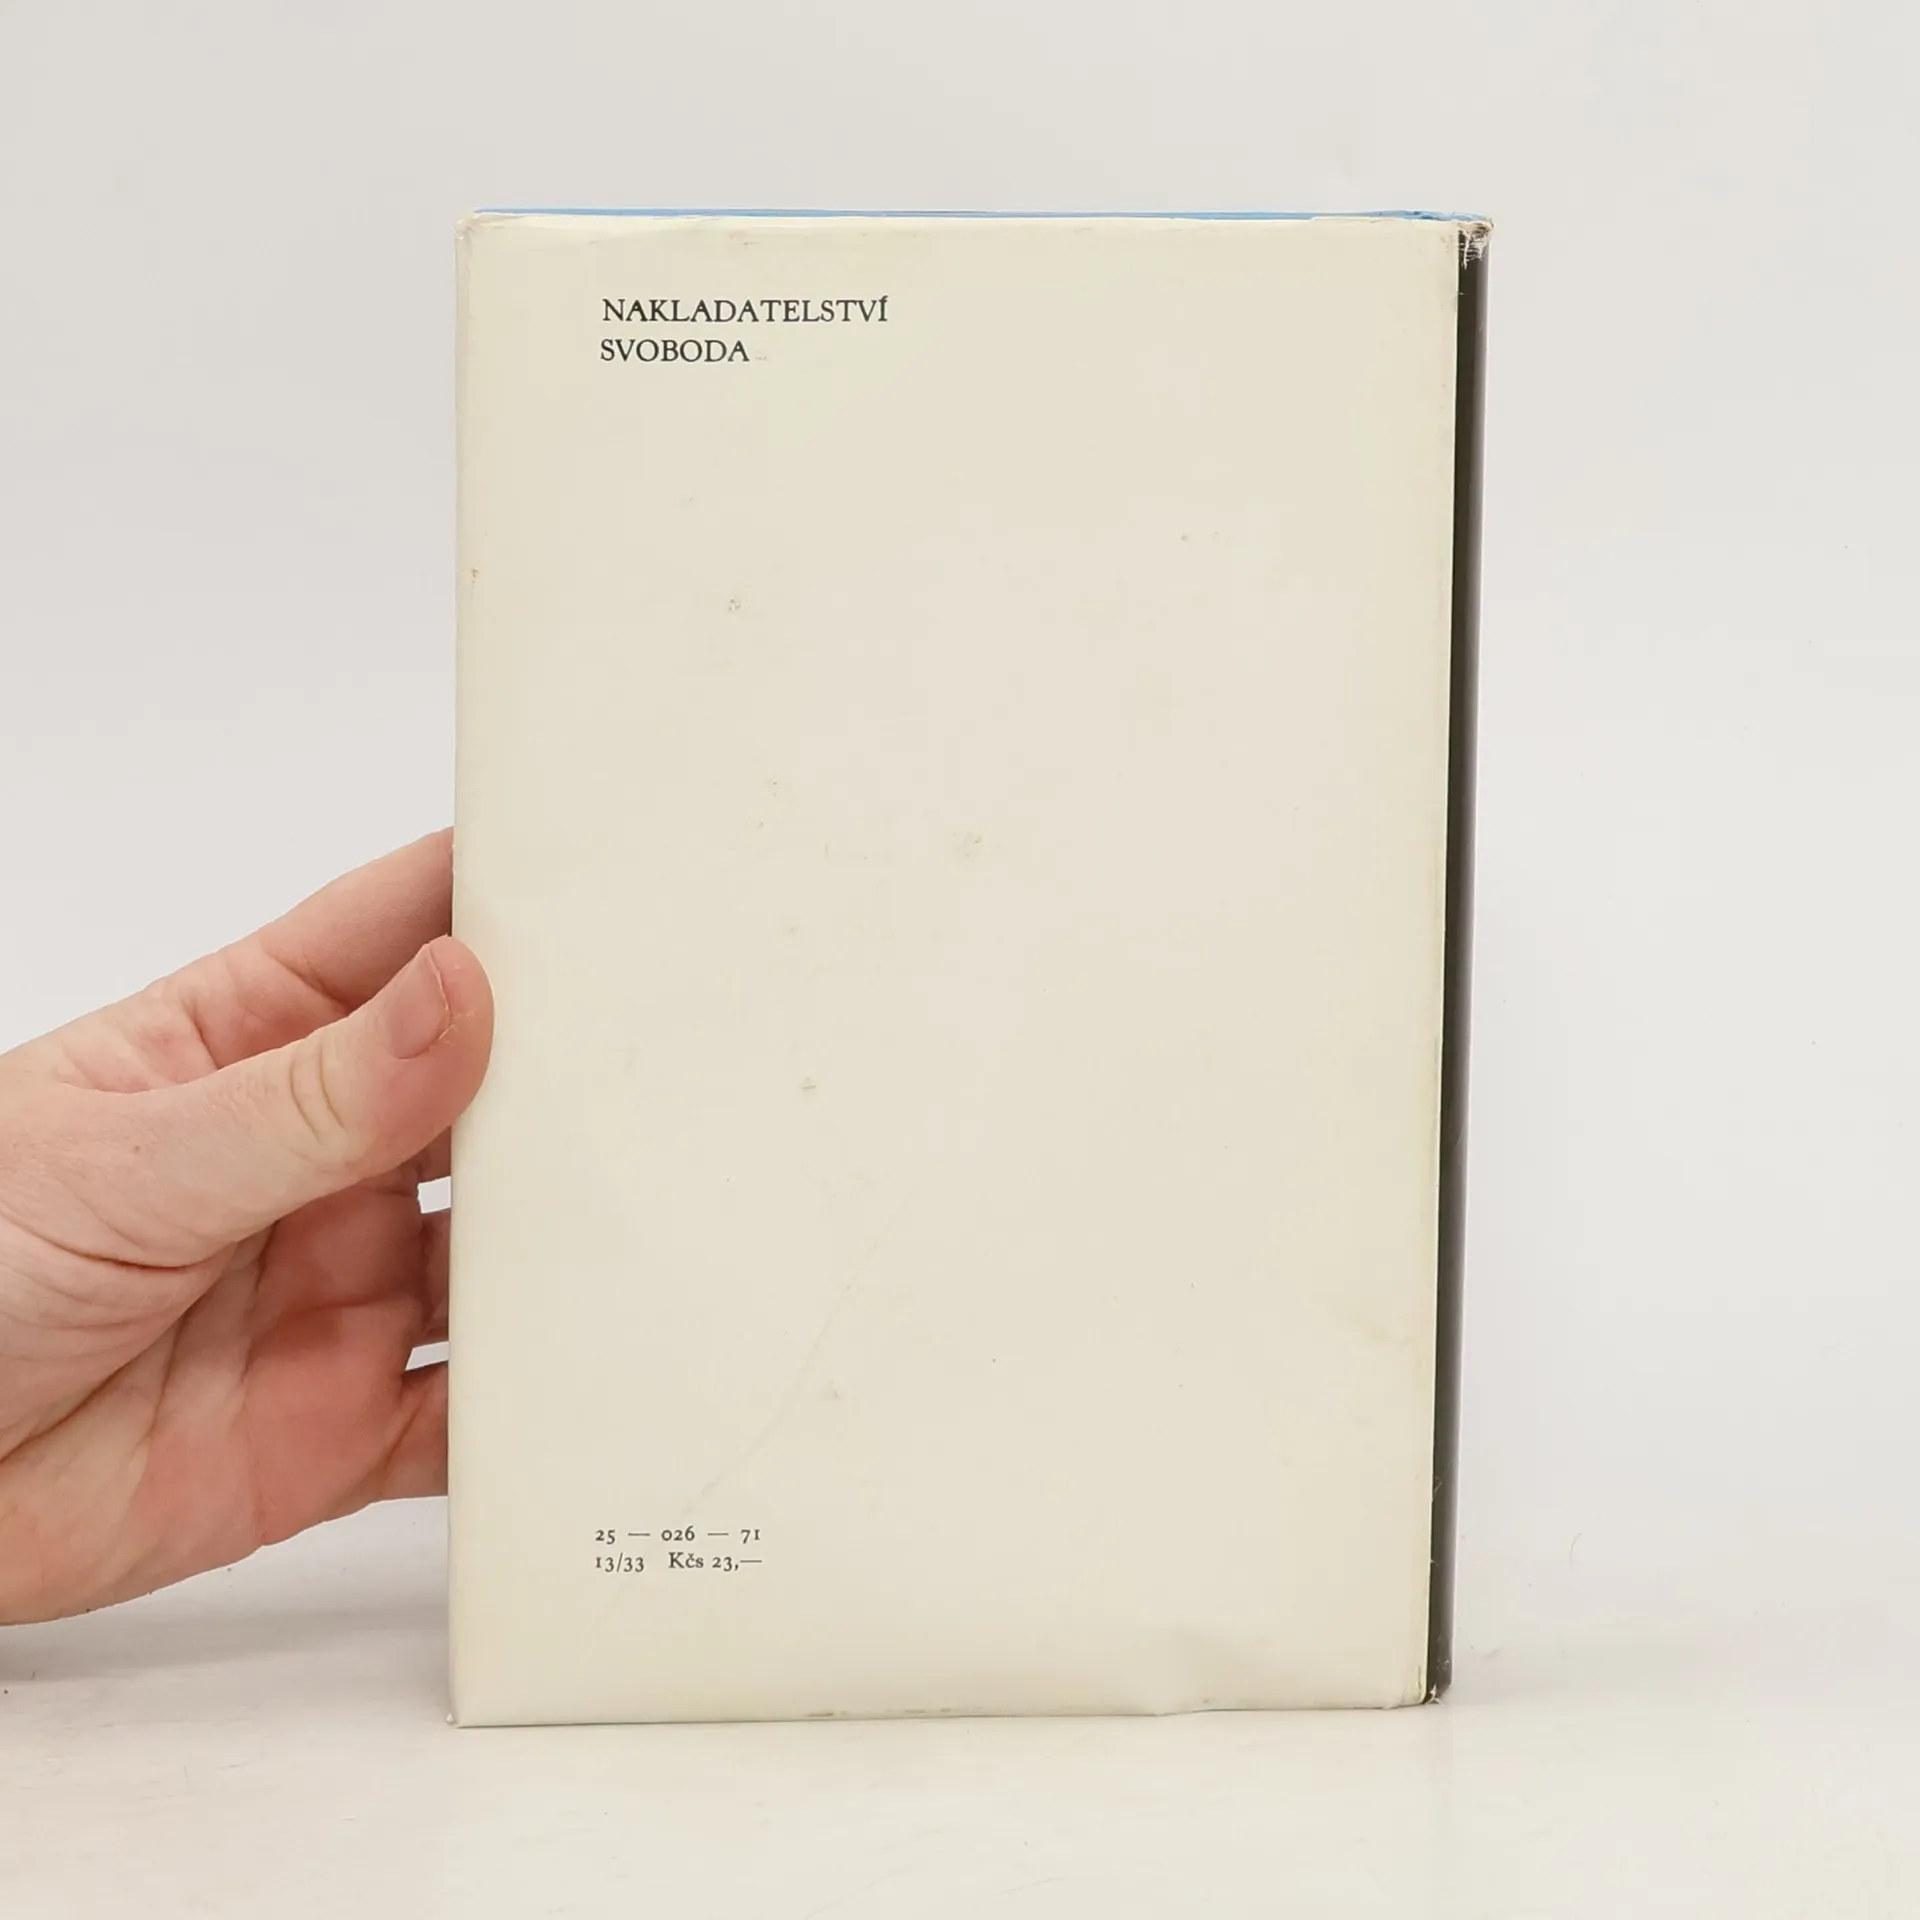 NAKLADATELSTVÍ
SVOBODA
25 — 026 — 71
13/33 Kčs 23,—